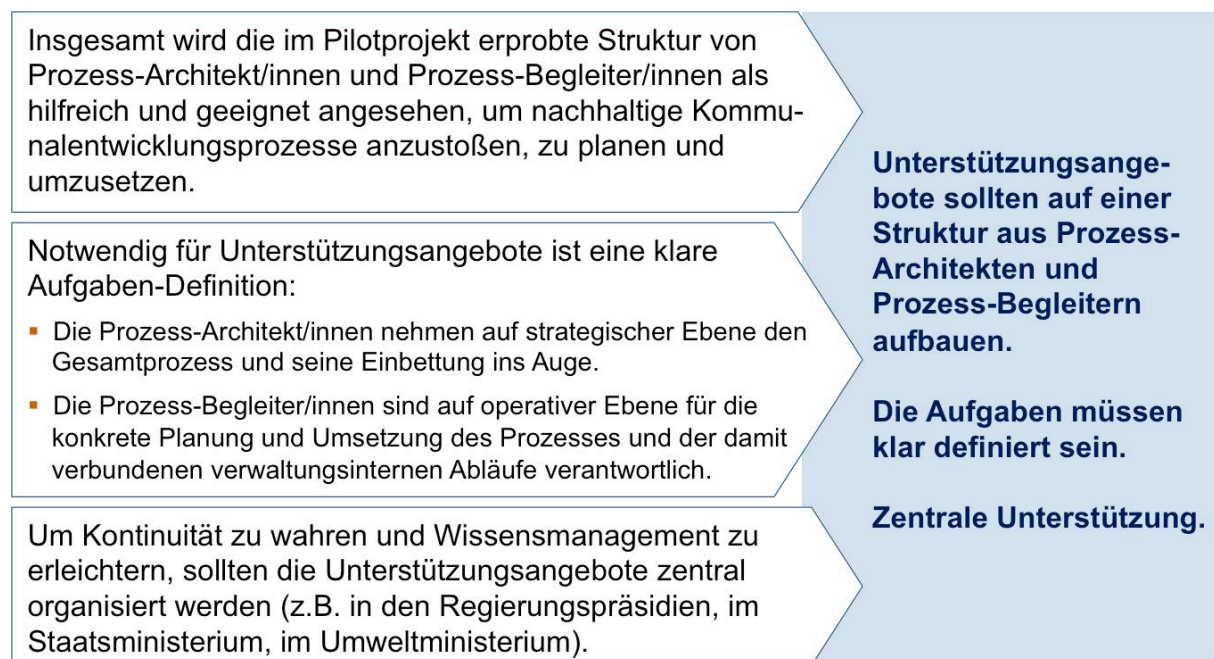 Insgesamt wird die im Pilotprojekt erprobte Struktur von
Prozess-Architekt/innen und Prozess-Begleiter/innen als
hilfreich und geeignet angesehen, um nachhaltige Kommu-
nalentwicklungsprozesse anzustoßen, zu planen und
umzusetzen.
Notwendig für Unterstützungsangebote ist eine klare
Aufgaben-Definition:
▪ Die Prozess-Architekt/innen nehmen auf strategischer Ebene den
Gesamtprozess und seine Einbettung ins Auge.
▪ Die Prozess-Begleiter/innen sind auf operativer Ebene für die
konkrete Planung und Umsetzung des Prozesses und der damit
verbundenen verwaltungsinternen Abläufe verantwortlich.
Um Kontinuität zu wahren und Wissensmanagement zu
erleichtern, sollten die Unterstützungsangebote zentral
organisiert werden (z.B. in den Regierungspräsidien, im
Staatsministerium, im Umweltministerium).
Unterstützungsange-
bote sollten auf einer
Struktur aus Prozess-
Architekten und
Prozess-Begleitern
aufbauen.
Die Aufgaben müssen
klar definiert sein.
Zentrale Unterstützung.